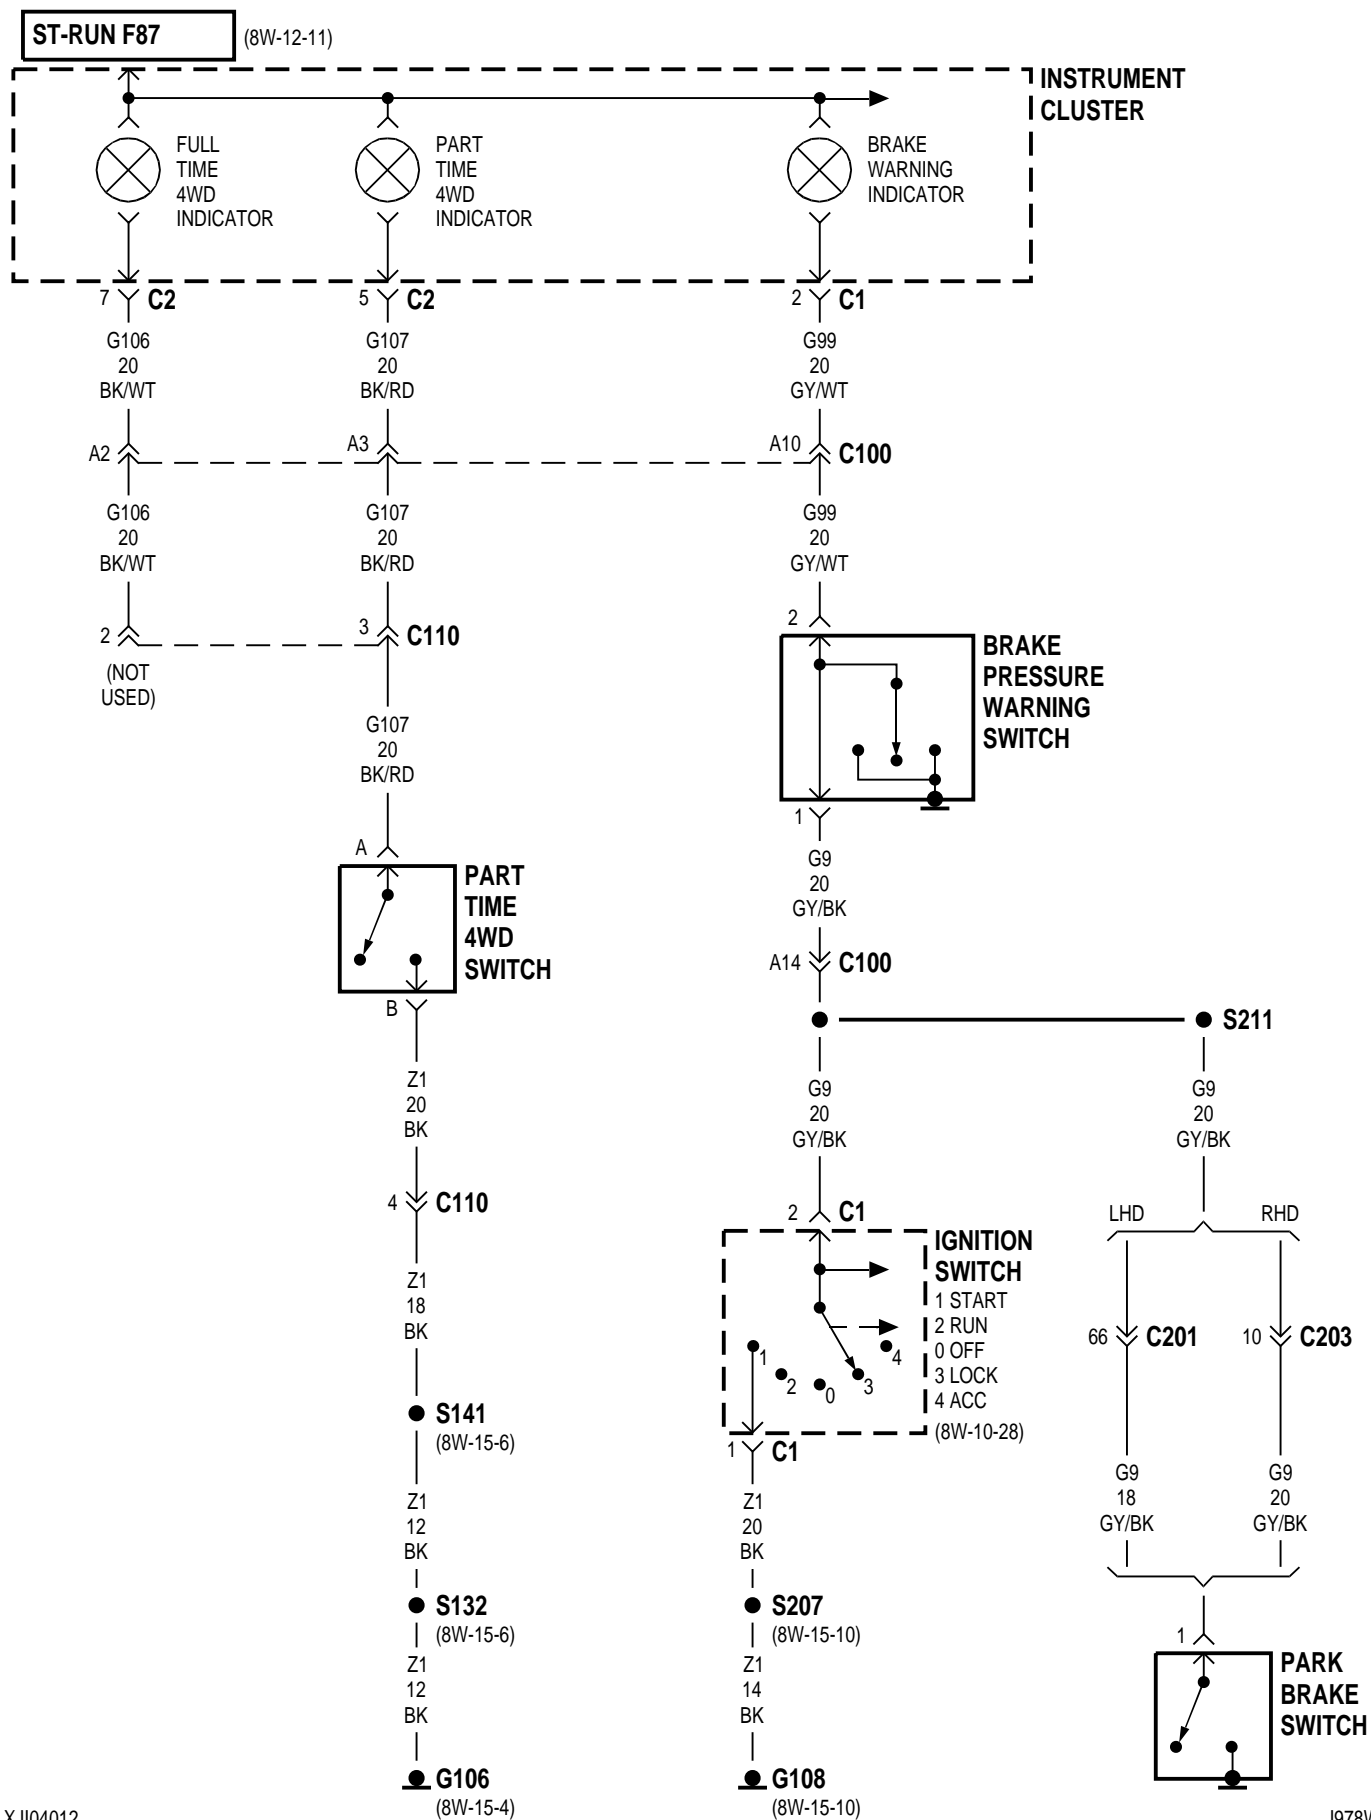 ST-RUN F87
(8W-12-11)
INSTRUMENT
CLUSTER
FULL
TIME
4WD
INDICATOR
PART
TIME
4WD
INDICATOR
BRAKE
WARNING
INDICATOR
7 C2
5 C2
2 C1
G106
20
BK/WT
G107
20
BK/RD
G99
20
GY/WT
A2
A3
A10 C100
G106
20
BK/WT
G107
20
BK/RD
G99
20
GY/WT
2
(NOT
USED)
3 C110
2
BRAKE
PRESSURE
WARNING
SWITCH
G107
20
BK/RD
1
A
PART
TIME
4WD
SWITCH
B
G9
20
GY/BK
A14 C100
S211
Z1
20
BK
G9
20
GY/BK
G9
20
GY/BK
4 C110
2 C1
LHD
RHD
IGNITION
SWITCH
1 START
2 RUN
0 OFF
3 LOCK
4 ACC
(8W-10-28)
1
2
0
3
4
Z1
18
BK
66 C201
10 C203
S141
(8W-15-6)
1 C1
Z1
12
BK
Z1
20
BK
G9
18
GY/BK
G9
20
GY/BK
S132
(8W-15-6)
S207
(8W-15-10)
Z1
12
BK
Z1
14
BK
1
PARK
BRAKE
SWITCH
G106
(8W-15-4)
G108
(8W-15-10)